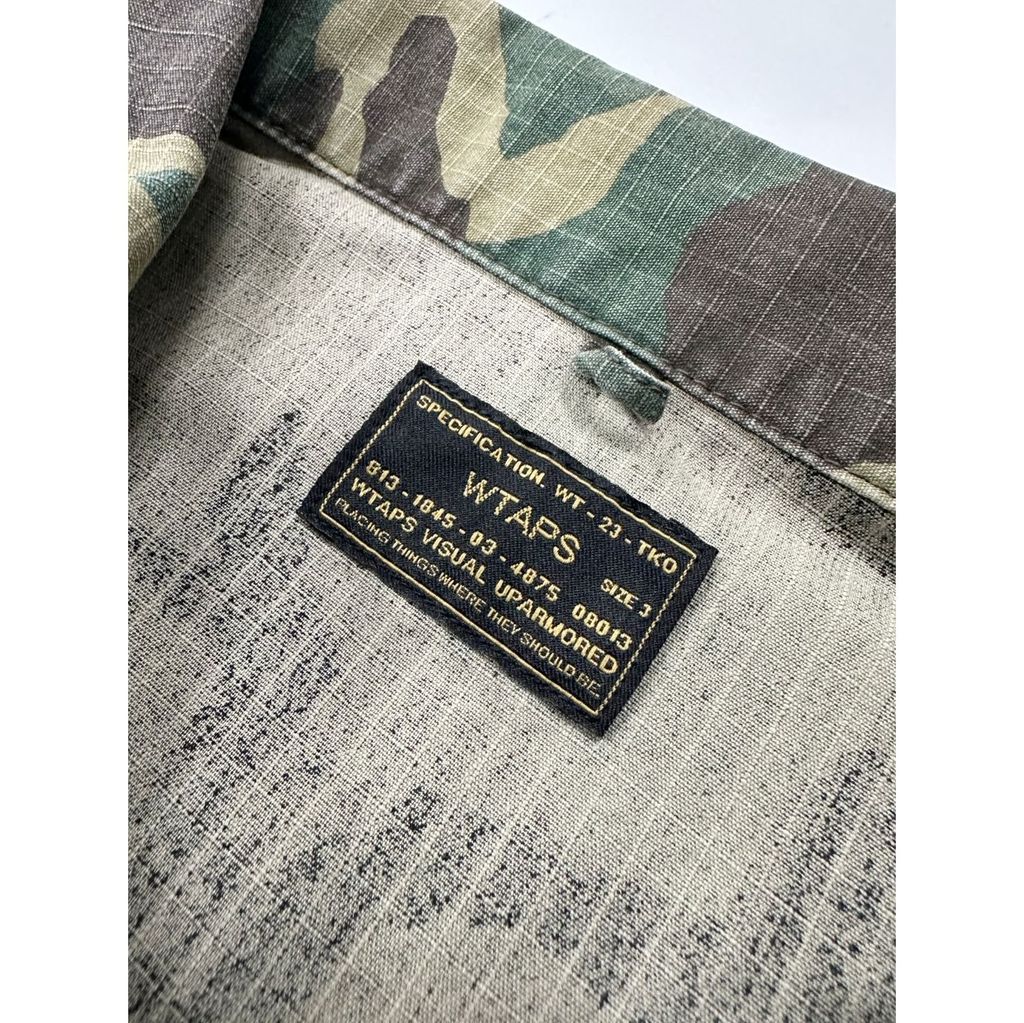 SPECIFICATION. WT - 23 - TKO
WTAPS
SIZE 3
813 - 1845 - 03 - 4875 08013
WTAPS VISUAL UPARMORED
PLACING THINGS WHERE THEY SHOULD BE.